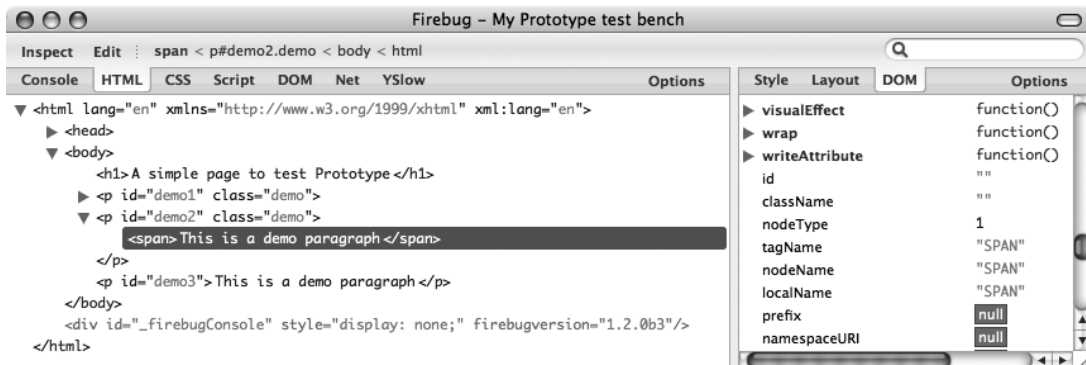 Firebug – My Prototype test bench
Inspect Edit span < p#demo2.demo < body < html
Console HTML CSS Script DOM Net YSlow Options
<html lang="en" xmlns="http://www.w3.org/1999/xhtml" xml:lang="en">
<head>
<body>
<h1>A simple page to test Prototype</h1>
<p id="demo1" class="demo">
<p id="demo2" class="demo">
<span>This is a demo paragraph</span>
</p>
<p id="demo3">This is a demo paragraph</p>
</body>
<div id="_firebugConsole" style="display: none;" firebugversion="1.2.0b3"/>
</html>
Style Layout DOM Options
visualEffect function()
wrap function()
writeAttribute function()
id ""
className ""
nodeType 1
tagName "SPAN"
nodeName "SPAN"
localName "SPAN"
prefix null
namespaceURI null